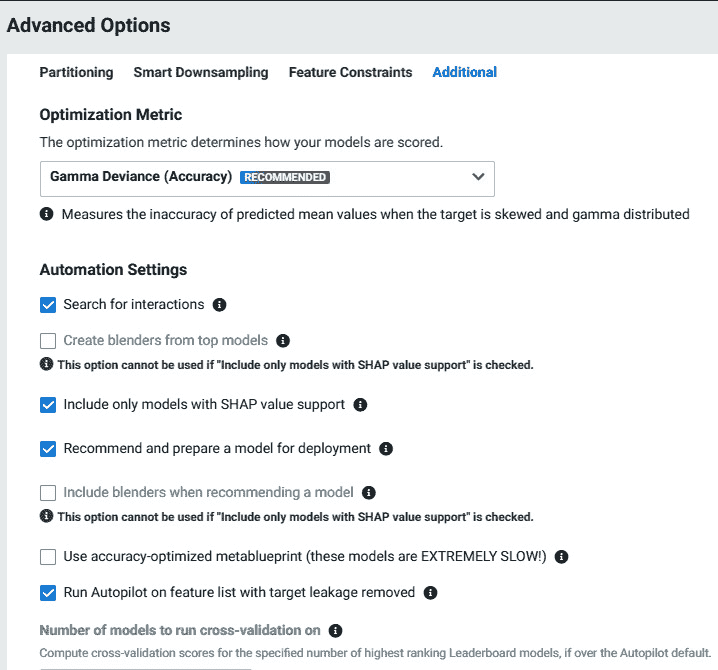 Advanced Options
Partitioning Smart Downsampling Feature Constraints Additional
Optimization Metric
The optimization metric determines how your models are scored.
Gamma Deviance (Accuracy) RECOMMENDED
Measures the inaccuracy of predicted mean values when the target is skewed and gamma distributed
Automation Settings
Search for interactions
Create blenders from top models
This option cannot be used if "Include only models with SHAP value support" is checked.
Include only models with SHAP value support
Recommend and prepare a model for deployment
Include blenders when recommending a model
This option cannot be used if "Include only models with SHAP value support" is checked.
Use accuracy-optimized metablueprint (these models are EXTREMELY SLOW!)
Run Autopilot on feature list with target leakage removed
Number of models to run cross-validation on
Compute cross-validation scores for the specified number of highest ranking Leaderboard models, if over the Autopilot default.